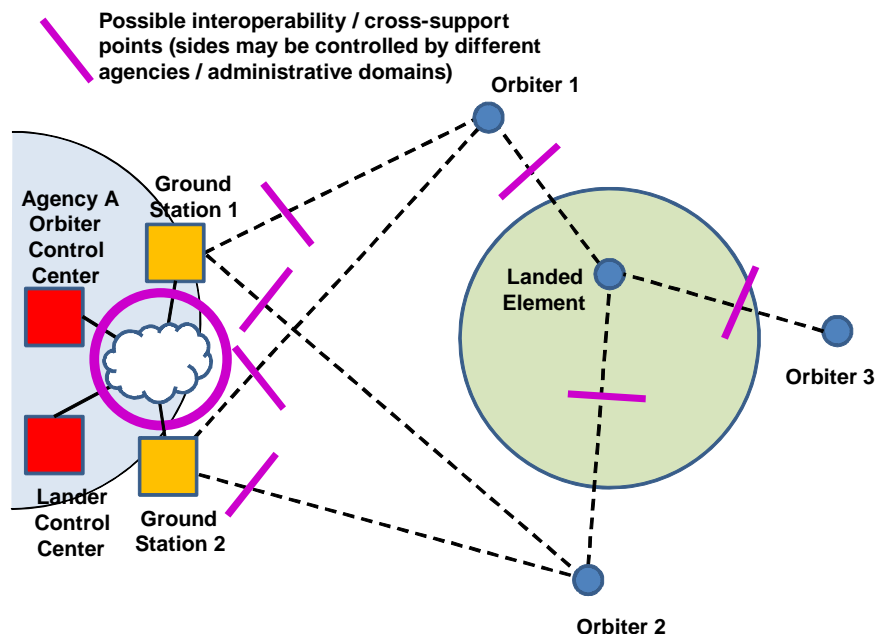 Possible interoperability / cross-support
points (sides may be controlled by different
agencies / administrative domains)
Orbiter 1
Ground
Station 1
Agency A
Orbiter
Control
Center
Landed
Element
Orbiter 3
Lander
Control
Center
Ground
Station 2
Orbiter 2